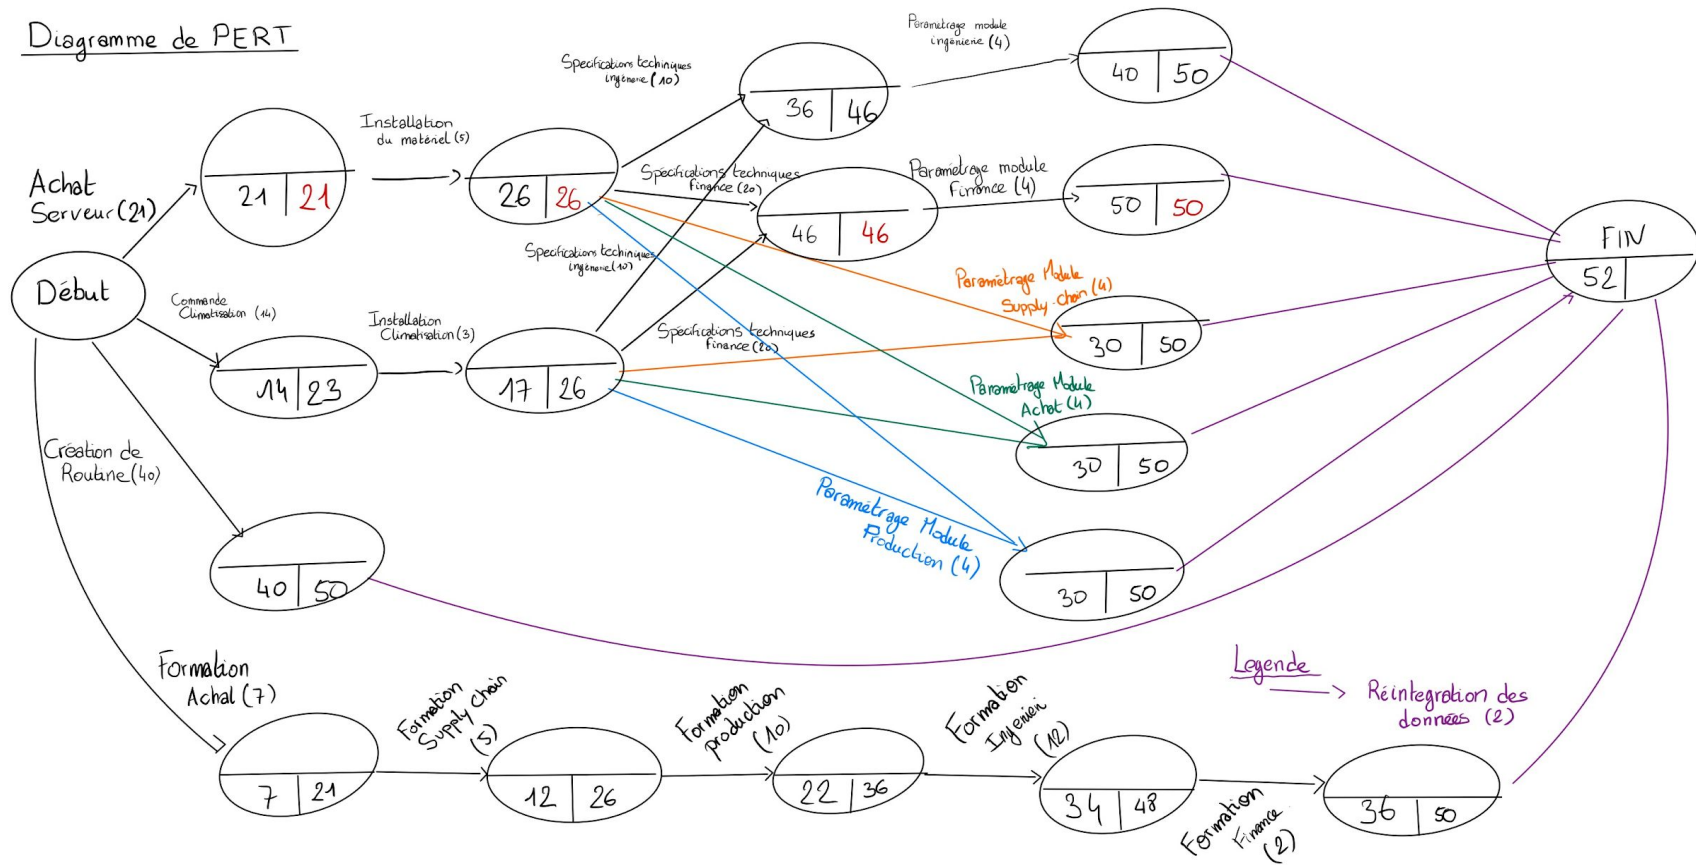 Diagramme de PERT
Paramétrage module
ingénierie (4)
40 | 50
Spécifications techiniques
ingénierie (10)
36 | 46
Installation
du matériel (5)
Achat
Serveur (21)
21 | 21
26 | 26
Spécifications techniques
finance (20)
46 | 46
Paramétrage module
Finance (4)
50 | 50
FIN
52
Début
Spécifications techiniques
ingénierie (10)
Commande
Climatisation (14)
Installation
Climatisation (3)
14 | 23
17 | 26
Spécifications techniques
finance (20)
Paramétrage Module
Supply-chain (4)
30 | 50
Paramétrage Module
Achat (4)
30 | 50
Création de
Routine (40)
40 | 50
Paramétrage Module
Production (4)
30 | 50
Formation
Achat (7)
7 | 21
Formation
Supply Chain
(5)
12 | 26
Formation
production
(10)
22 | 36
Formation
Ingénieri
(12)
34 | 48
Formation
Finance
(2)
36 | 50
Legende
Réintegration des
données (2)